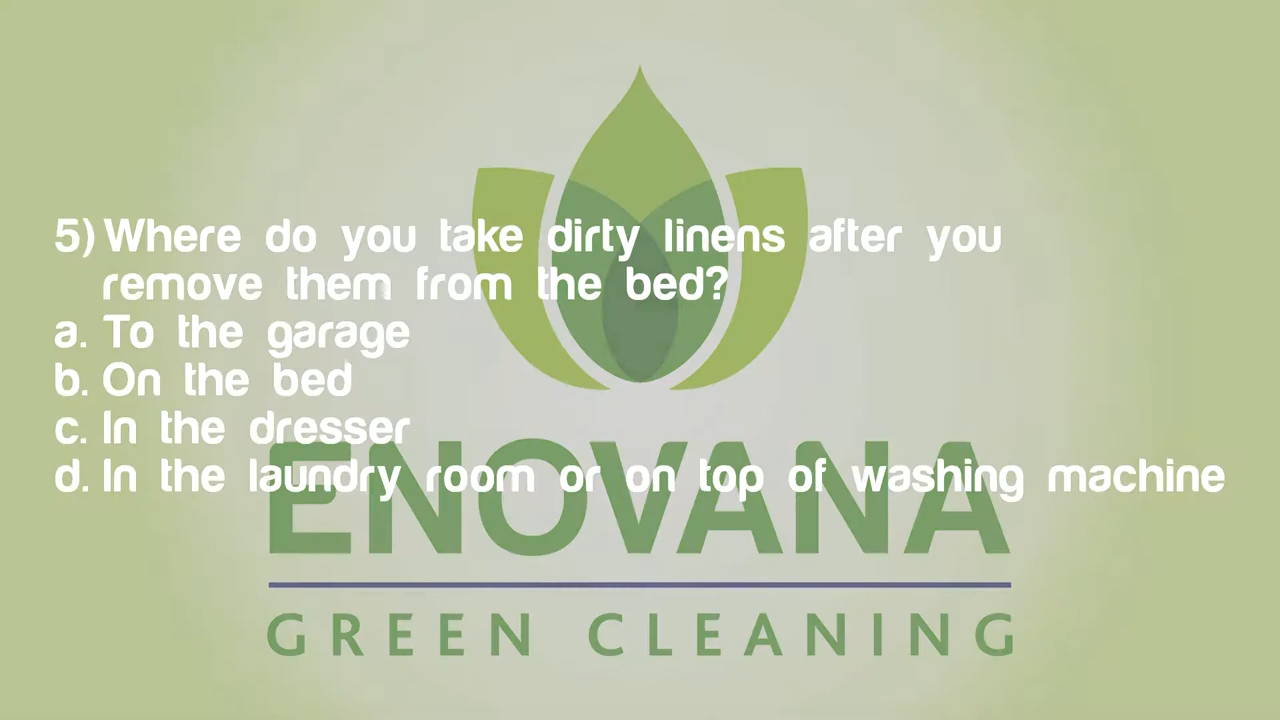 5) Where do you take dirty linens after you
remove them from the bed?
a. To the garage
b. On the bed
c. In the dresser
d. In the laundry room or on top of washing machine
ENOVANA
GREEN CLEANING